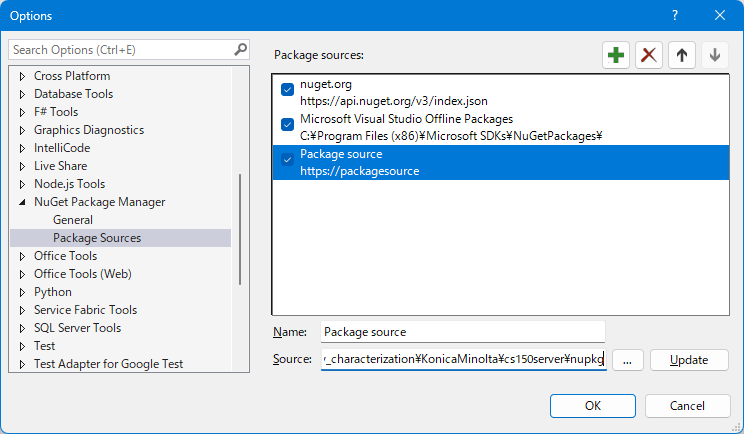 Options
Search Options (Ctrl+E)
Package sources:
Cross Platform
Database Tools
F# Tools
Graphics Diagnostics
IntelliCode
Live Share
Node.js Tools
NuGet Package Manager
General
Package Sources
Office Tools
Office Tools (Web)
Python
Service Fabric Tools
SQL Server Tools
Test
Test Adapter for Google Test
nuget.org
https://api.nuget.org/v3/index.json
Microsoft Visual Studio Offline Packages
C:¥Program Files (x86)¥Microsoft SDKs¥NuGetPackages¥
Package source
https://packagesource
Name: Package source
Source: _characterization¥KonicaMinolta¥cs150server¥nupkg ... Update
OK Cancel